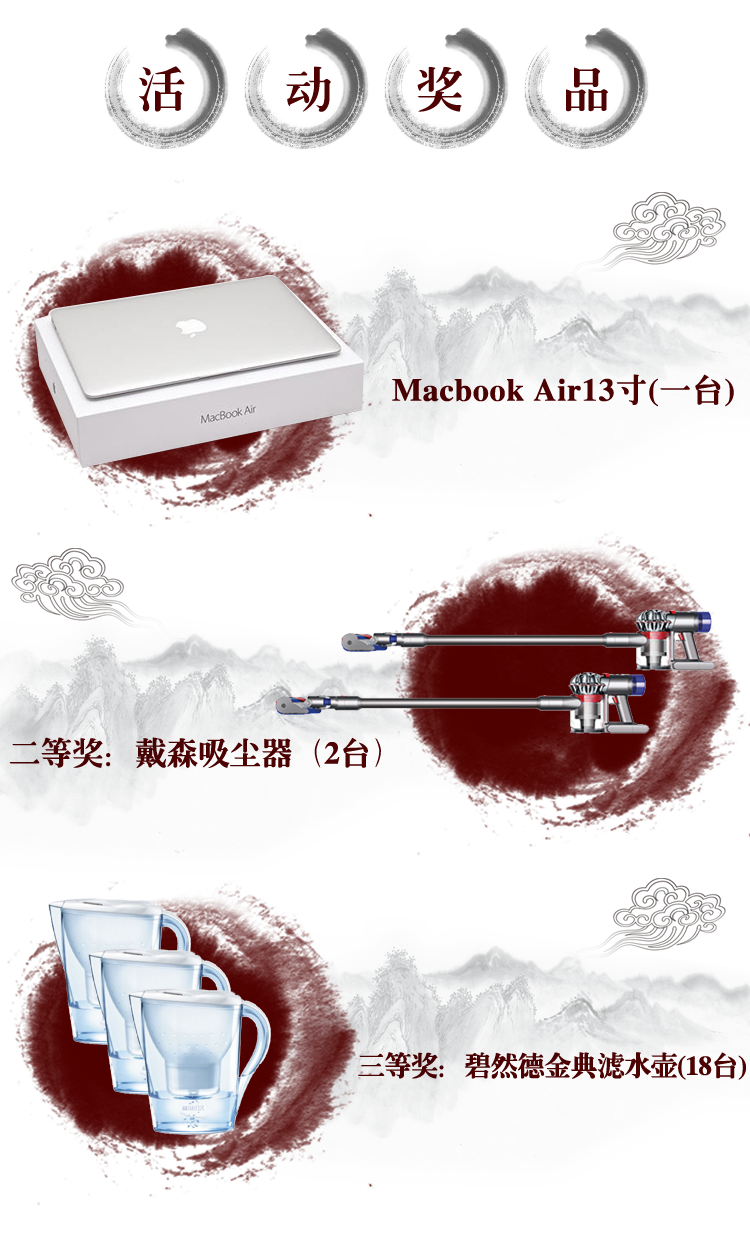 活动奖品
MacBook Air
Macbook Air13寸(一台)
二等奖：戴森吸尘器（2台）
三等奖：碧然德金典滤水壶(18台)